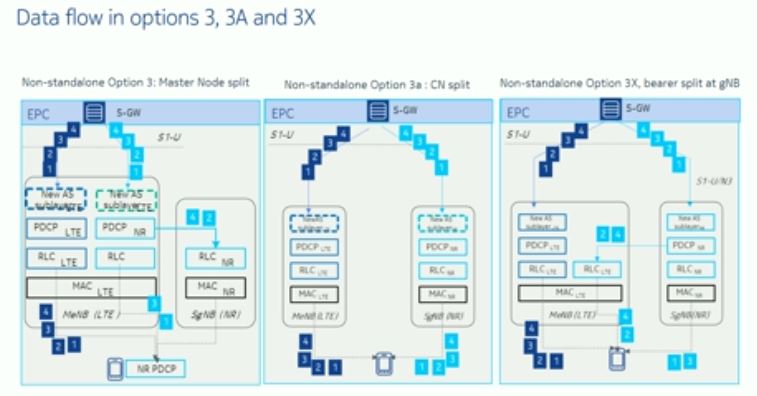 Data flow in options 3, 3A and 3X
Non-standalone Option 3: Master Node split
EPC
S-GW
4
3
2
1
4
3
2
1
S1-U
New AS
sublayer LTE
New AS
sublayer LTE
PDCP LTE
PDCP NR
4 2
RLC LTE
RLC
RLC NR
MAC LTE
MAC NR
MeNB (LTE)
SgNB (NR)
3
1
4
3
2 1
NR PDCP
Non-standalone Option 3a : CN split
EPC
S-GW
S1-U
4
3
2
1
4
3
2
1
New AS
sublayer
New AS
sublayer
PDCP LTE
PDCP NR
RLC LTE
RLC NR
MAC LTE
MAC NR
MeNB(LTE)
SgNB (NR)
4
3
2 1
4
3
1 2
Non-standalone Option 3X, bearer split at gNB
EPC
S-GW
S1-U
4
3
2
1
4
3
2
1
S1-U/N3
New AS
sublayer
New AS
sublayer
PDCP LTE
2 4
PDCP NR
RLC LTE
RLC LTE
RLC NR
MAC LTE
MAC NR
MeNB (LTE)
SgNB(NR)
4
2
4
3
2 1
1 3